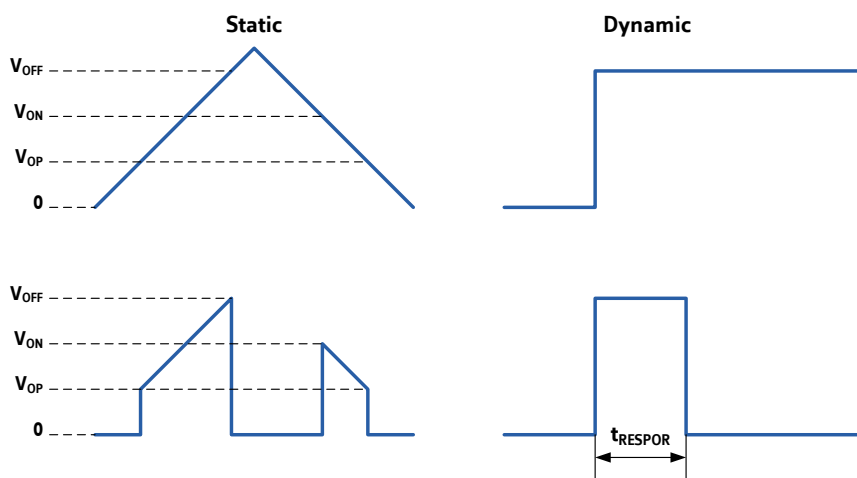 Static
Dynamic
VOFF
VON
VOP
0
VOFF
VON
VOP
0
tRESPOR